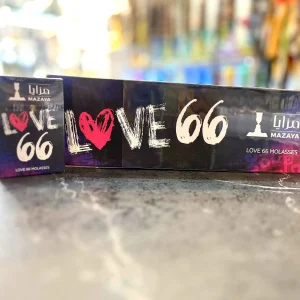 مزايا
MAZAYA
LOVE
66
LOVE 66 MOLASSES
LOVE 66
مزايا
MAZAYA
LOVE 66 MOLASSES